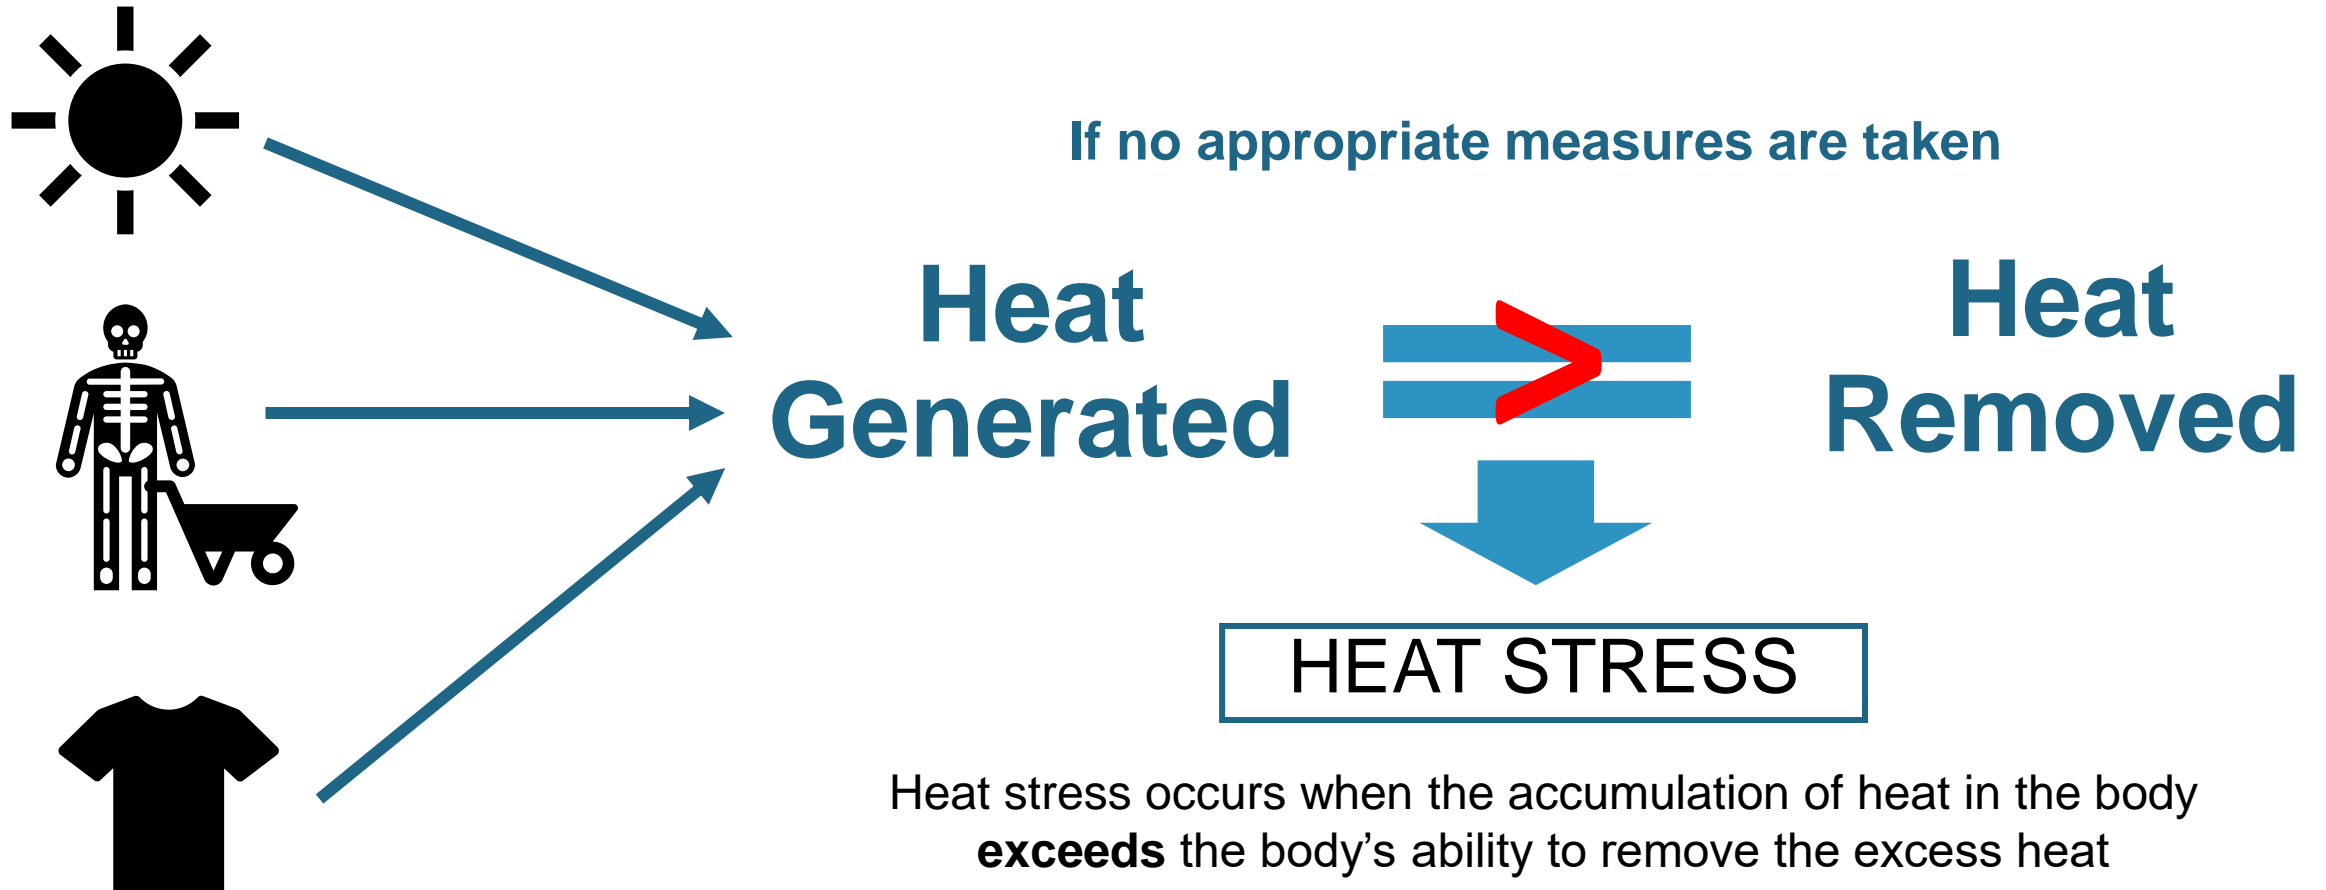 If no appropriate measures are taken
Heat
Generated
>
Heat
Removed
HEAT STRESS
Heat stress occurs when the accumulation of heat in the body
exceeds the body’s ability to remove the excess heat